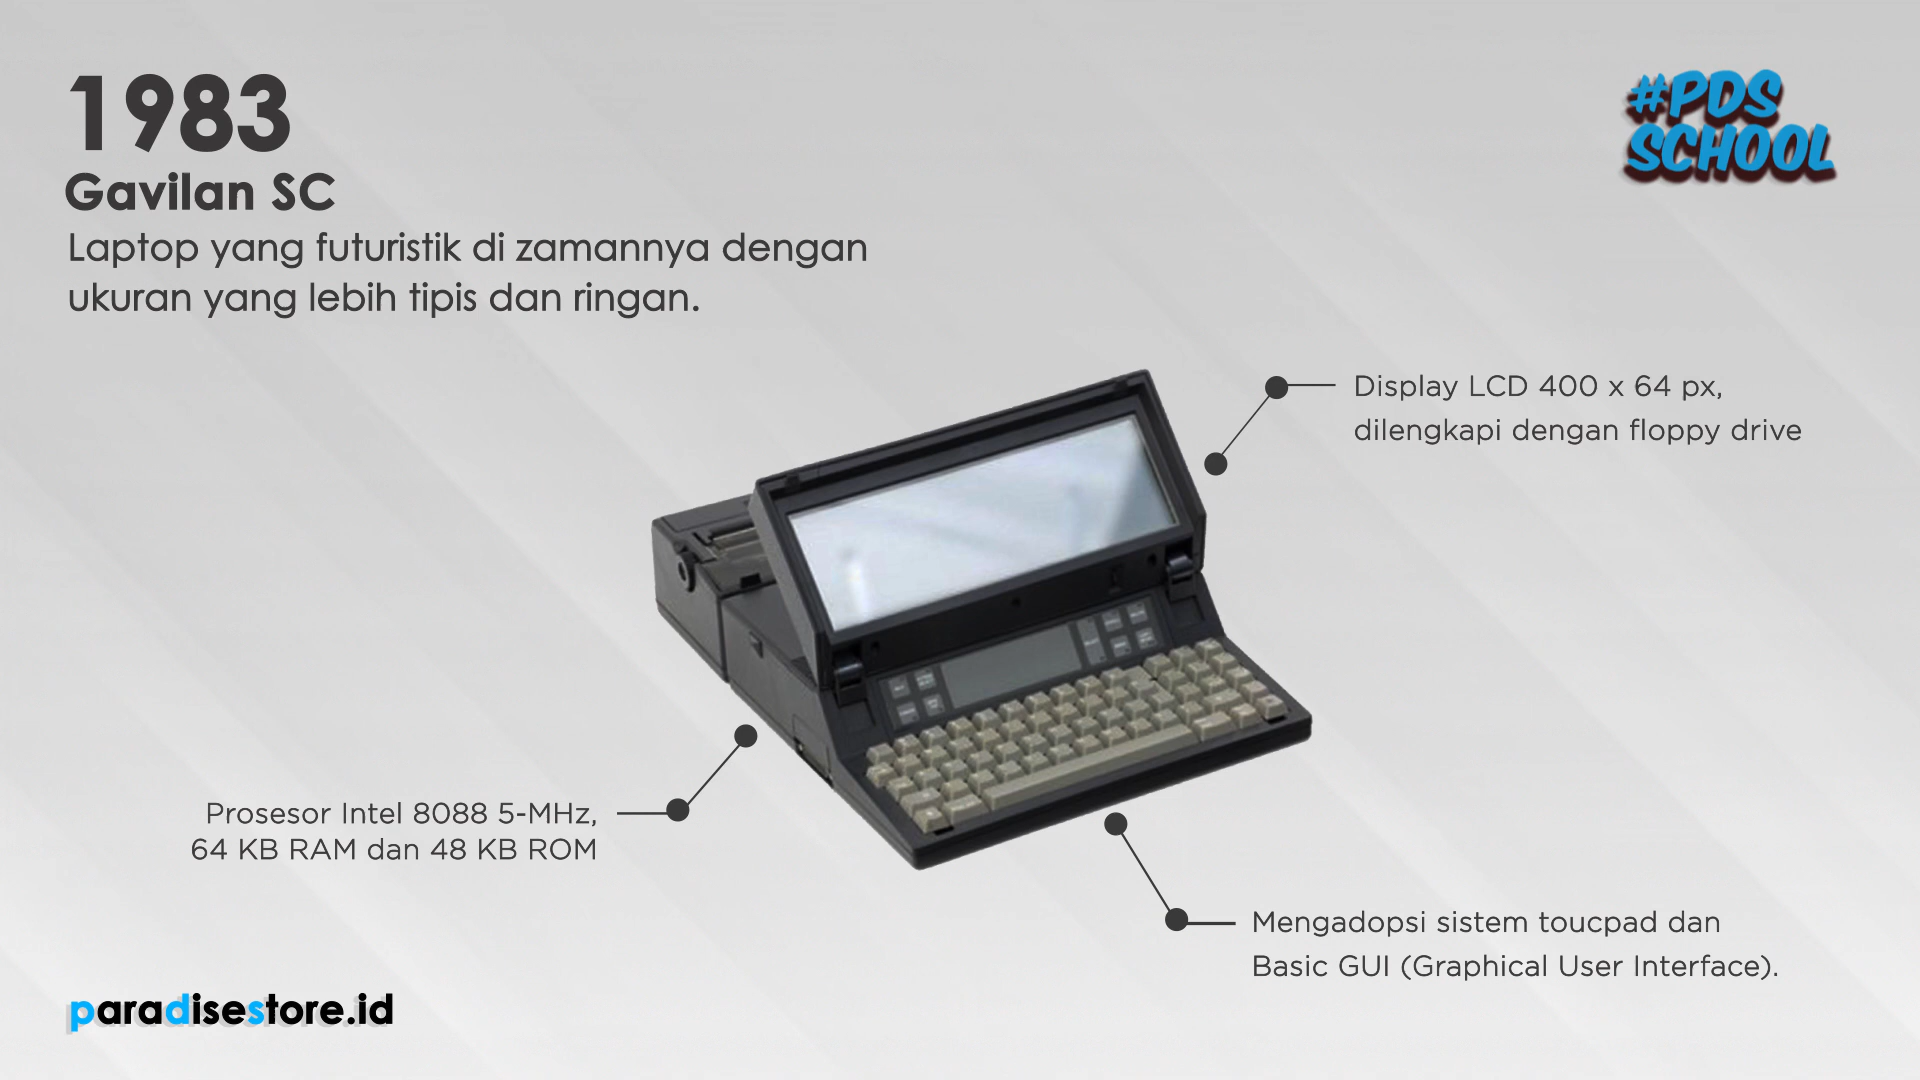 1983
Gavilan SC
Laptop yang futuristik di zamannya dengan
ukuran yang lebih tipis dan ringan.
#PDS
SCHOOL
Display LCD 400 x 64 px,
dilengkapi dengan floppy drive
Prosesor Intel 8088 5-MHz,
64 KB RAM dan 48 KB ROM
Mengadopsi sistem toucpad dan
Basic GUI (Graphical User Interface).
paradisestore.id